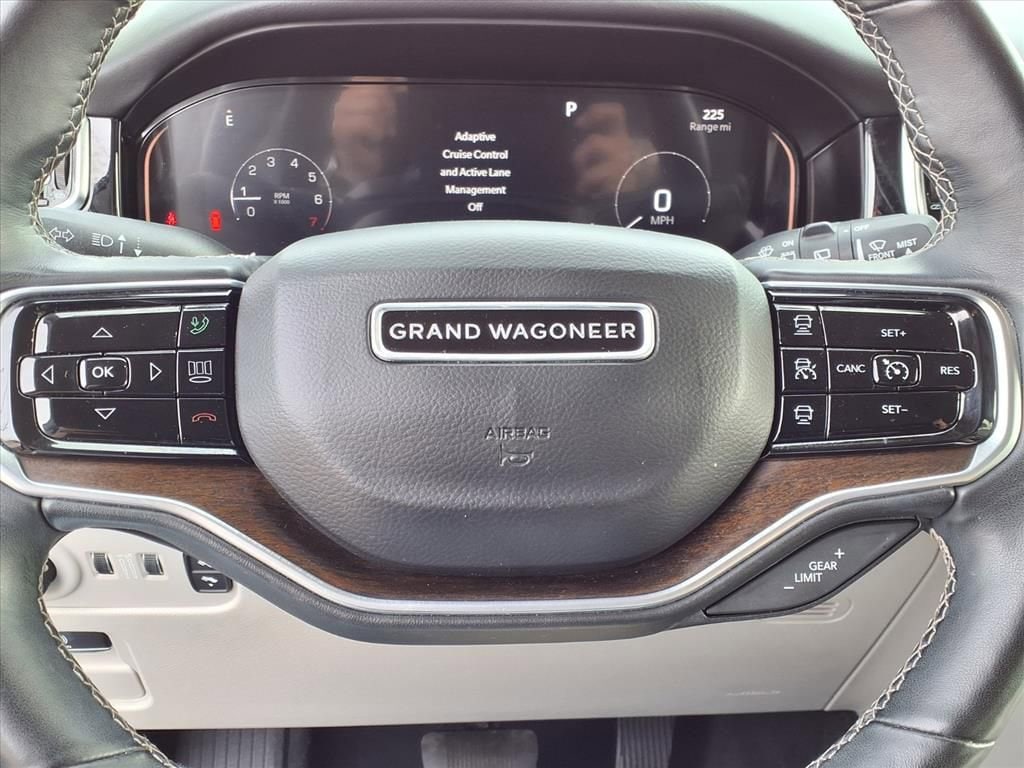 E
P
225
Range mi
Adaptive
Cruise Control
and Active Lane
Management
Off
0 1 2 3 4 5 6 7
RPM
X 1000
0
MPH
ON
OFF
FRONT
MIST
GRAND WAGONEER
OK
SET+
CANC
RES
SET−
AIRBAG
+
GEAR
LIMIT
−